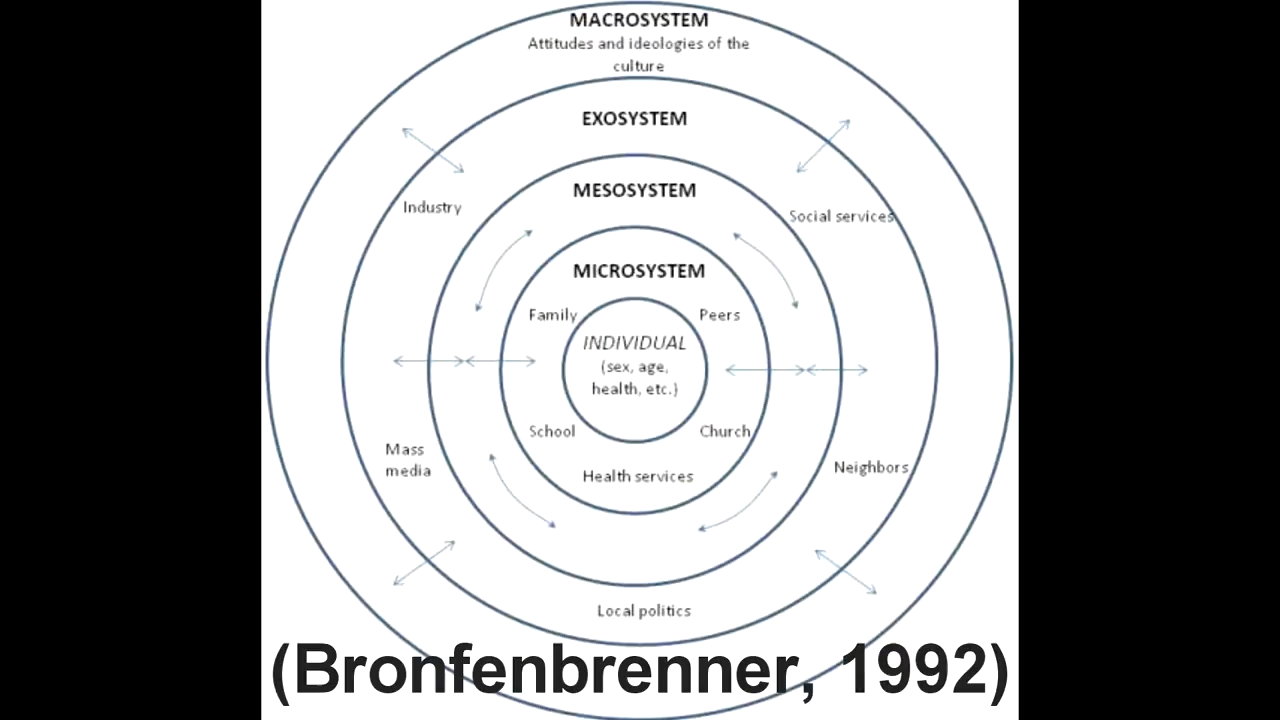 MACROSYSTEM
Attitudes and ideologies of the
culture
EXOSYSTEM
MESOSYSTEM
Industry
Social services
MICROSYSTEM
Family
Peers
INDIVIDUAL
(sex, age,
health, etc.)
School
Church
Mass
media
Health services
Neighbors
Local politics
(Bronfenbrenner, 1992)